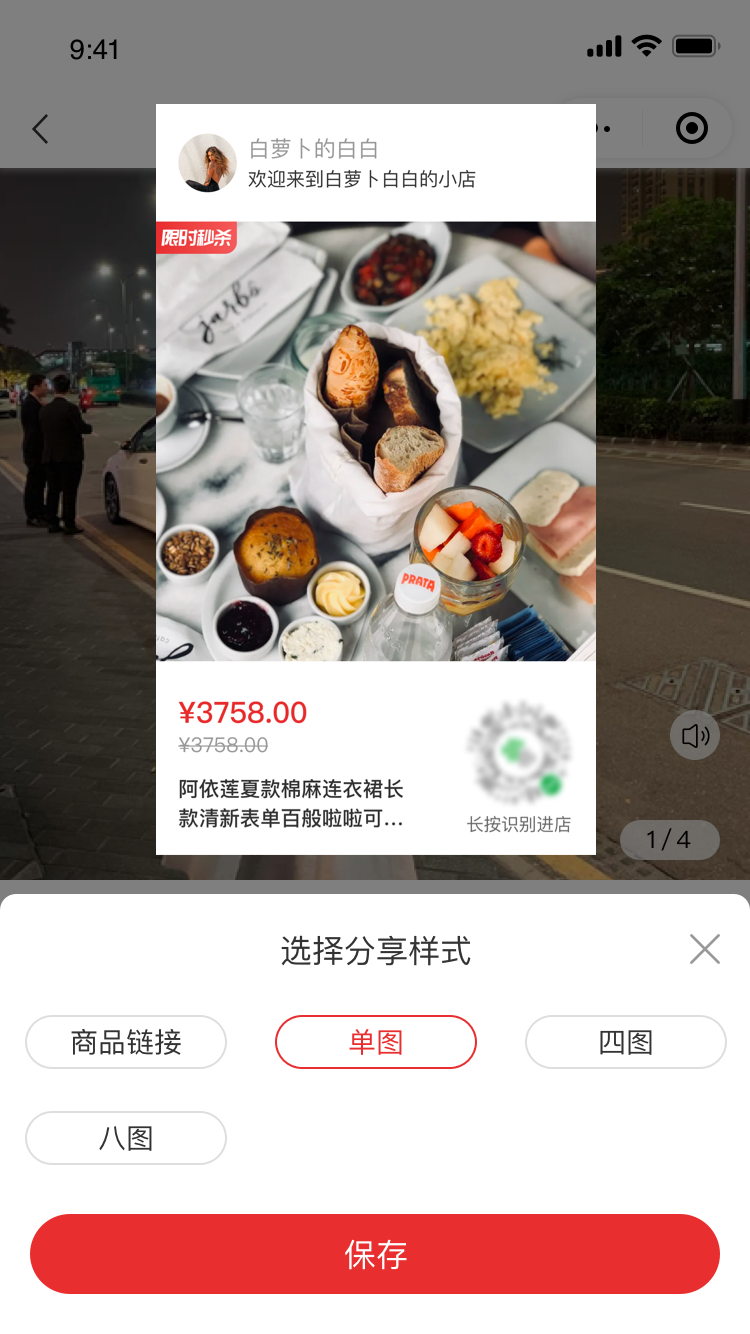 9:41
白萝卜的白白
欢迎来到白萝卜白白的小店
限时秒杀
jarbs
PRATA
¥3758.00
¥3758.00
阿依莲夏款棉麻连衣裙长
款清新表单百般啦啦可...
长按识别进店
1/4
选择分享样式
商品链接
单图
四图
八图
保存